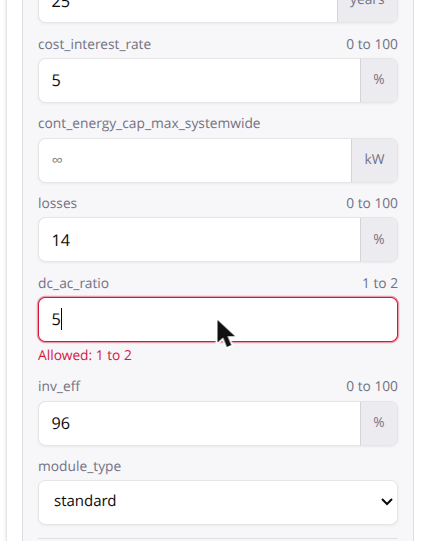 25 years
cost_interest_rate 0 to 100
5 %
cont_energy_cap_max_systemwide
∞ kW
losses 0 to 100
14 %
dc_ac_ratio 1 to 2
5
Allowed: 1 to 2
inv_eff 0 to 100
96 %
module_type
standard